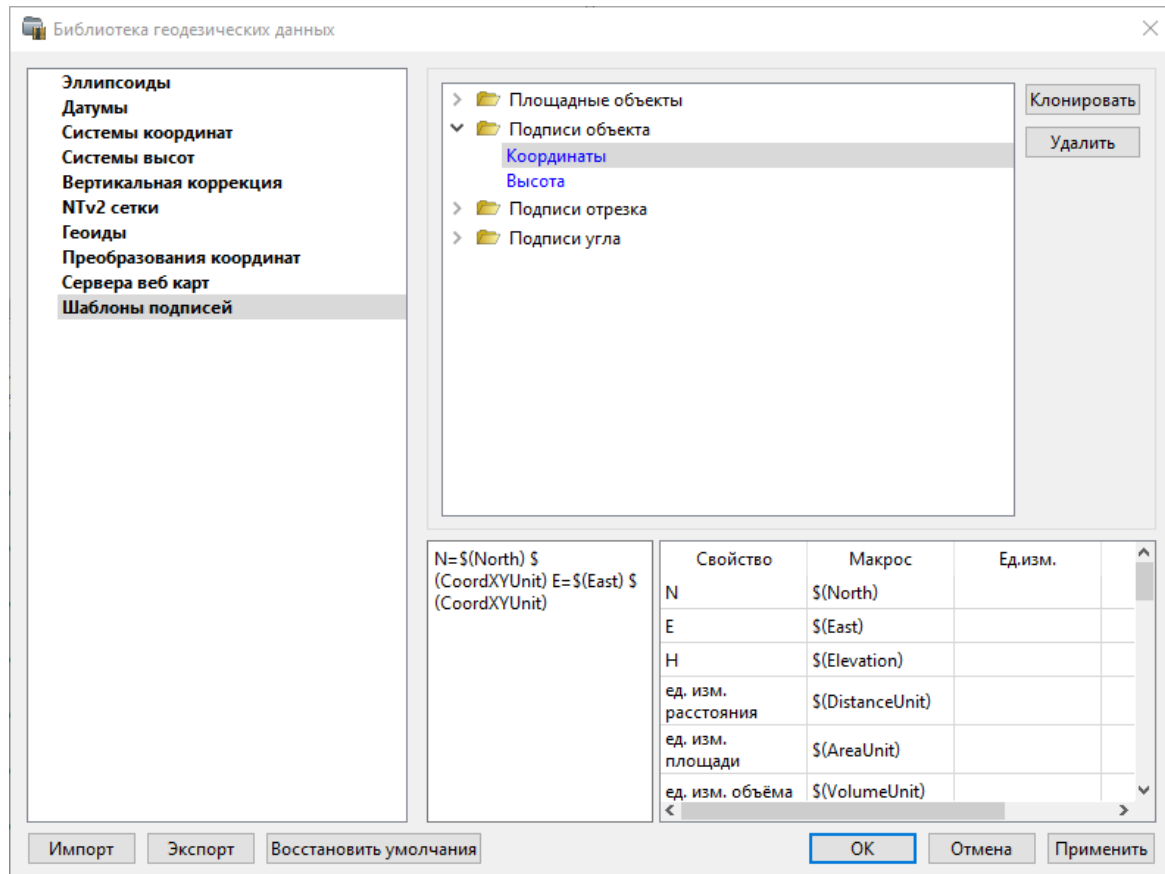 Библиотека геодезических данных
Эллипсоиды
Датумы
Системы координат
Системы высот
Вертикальная коррекция
NTv2 сетки
Геоиды
Преобразования координат
Сервера веб карт
Шаблоны подписей
Площадные объекты
Подписи объекта
Координаты
Высота
Подписи отрезка
Подписи угла
Клонировать
Удалить
N=$(North) $
(CoordXYUnit) E=$(East) $
(CoordXYUnit)
Свойство Макрос Ед.изм.
N $(North)
E $(East)
H $(Elevation)
ед. изм.
расстояния $(DistanceUnit)
ед. изм.
площади $(AreaUnit)
ед. изм. объёма $(VolumeUnit)
Импорт Экспорт Восстановить умолчания OK Отмена Применить